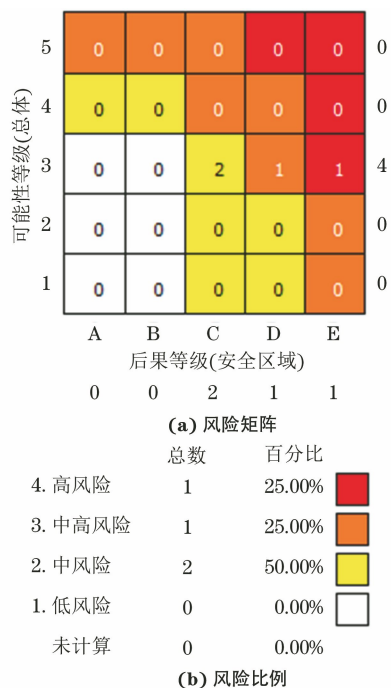 可能性等级(总体)
5 0 0 0 0 0 0
4 0 0 0 0 0 0
3 0 0 2 1 1 4
2 0 0 0 0 0 0
1 0 0 0 0 0 0
A B C D E
后果等级(安全区域)
0 0 2 1 1
(a) 风险矩阵
总数 百分比
4. 高风险 1 25.00%
3. 中高风险 1 25.00%
2. 中风险 2 50.00%
1. 低风险 0 0.00%
未计算 0 0.00%
(b) 风险比例